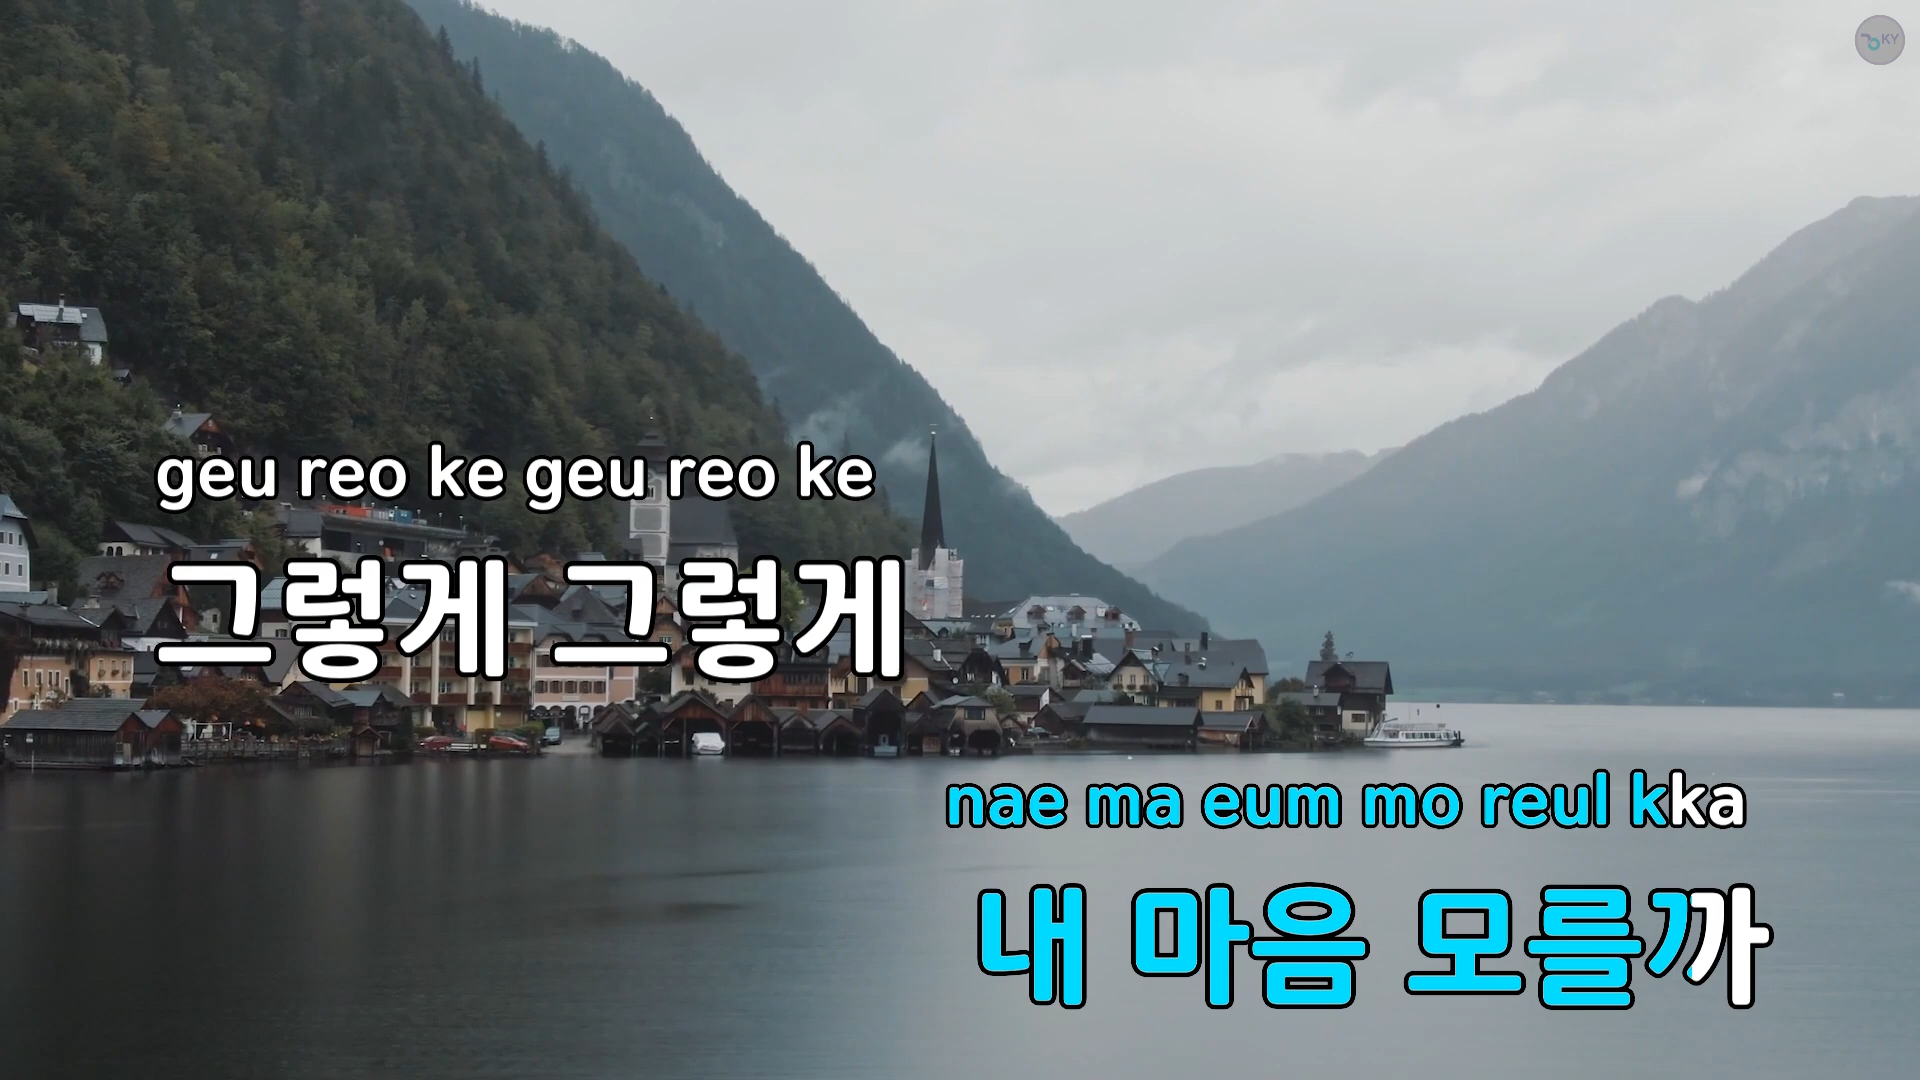 KY
geu reo ke geu reo ke
그렇게 그렇게
nae ma eum mo reul kka
내 마음 모를까